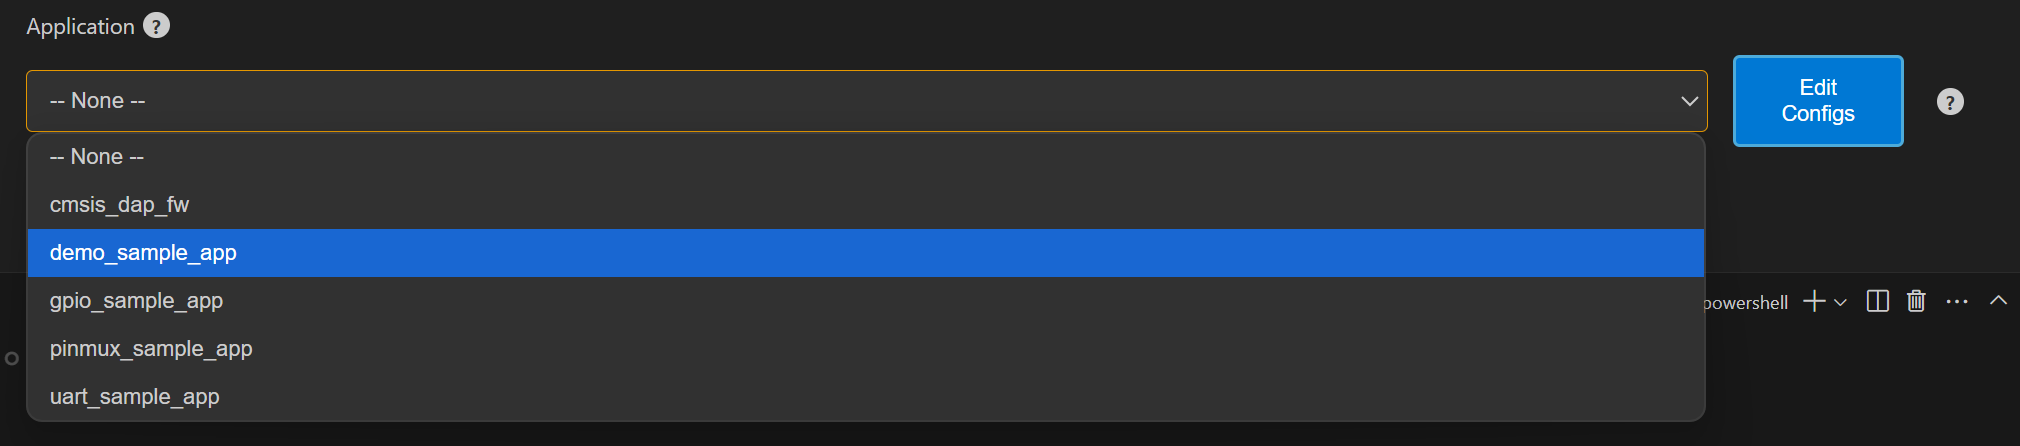 Application ?
-- None --
Edit
Configs
?
-- None --
cmsis_dap_fw
demo_sample_app
gpio_sample_app
pinmux_sample_app
uart_sample_app
powershell